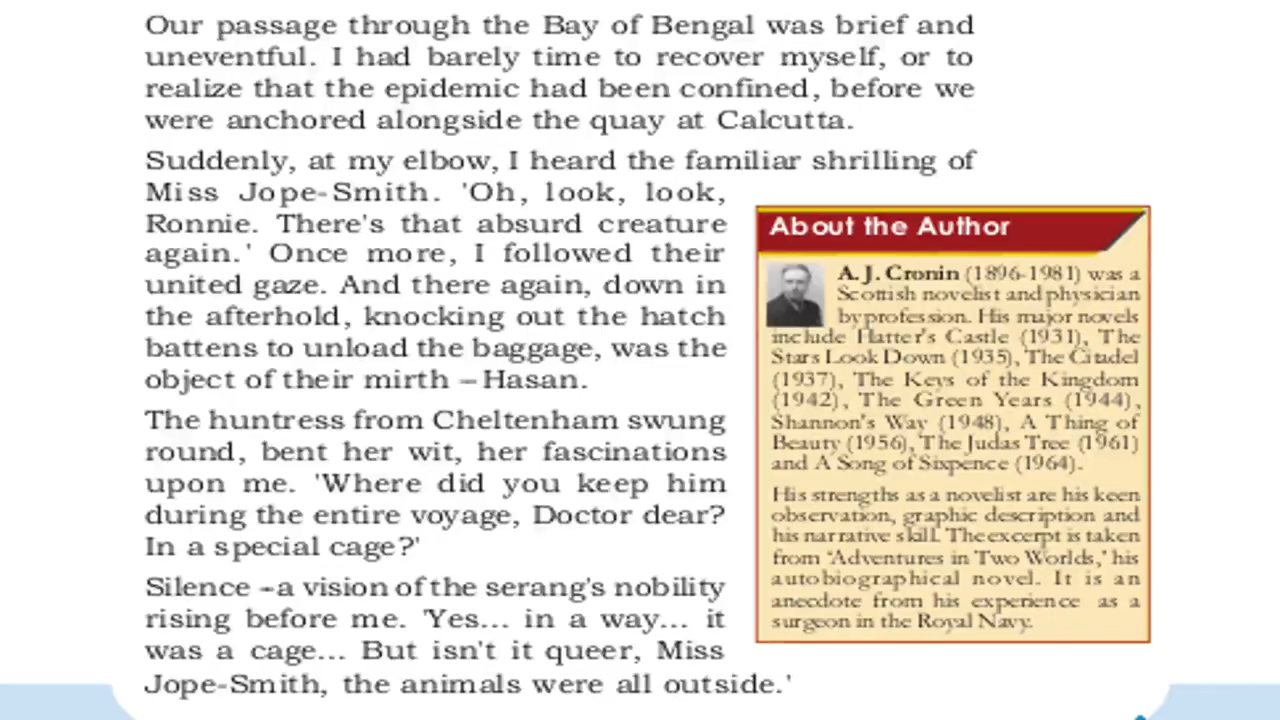 Our passage through the Bay of Bengal was brief and
uneventful. I had barely time to recover myself, or to
realize that the epidemic had been confined, before we
were anchored alongside the quay at Calcutta.
Suddenly, at my elbow, I heard the familiar shrilling of
Miss Jope-Smith. 'Oh, look, look,
Ronnie. There's that absurd creature
again.' Once more, I followed their
united gaze. And there again, down in
the afterhold, knocking out the hatch
battens to unload the baggage, was the
object of their mirth – Hasan.
The huntress from Cheltenham swung
round, bent her wit, her fascinations
upon me. 'Where did you keep him
during the entire voyage, Doctor dear?
In a special cage?'
Silence –a vision of the serang's nobility
rising before me. 'Yes... in a way... it
was a cage... But isn't it queer, Miss
Jope-Smith, the animals were all outside.'
About the Author
A. J. Cronin (1896-1981) was a
Scottish novelist and physician
by profession. His major novels
include Hatter's Castle (1931), The
Stars Look Down (1935), The Citadel
(1937), The Keys of the Kingdom
(1942), The Green Years (1944),
Shannon's Way (1948), A Thing of
Beauty (1956), The Judas Tree (1961)
and A Song of Sixpence (1964).
His strengths as a novelist are his keen
observation, graphic description and
his narrative skill. The excerpt is taken
from 'Adventures in Two Worlds,' his
autobiographical novel. It is an
anecdote from his experience as a
surgeon in the Royal Navy.